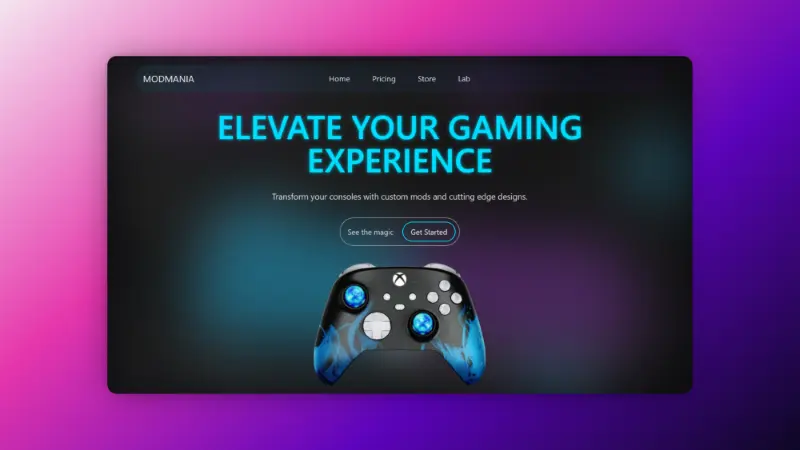 MODMANIA
Home Pricing Store Lab
ELEVATE YOUR GAMING
EXPERIENCE
Transform your consoles with custom mods and cutting edge designs.
See the magic Get Started